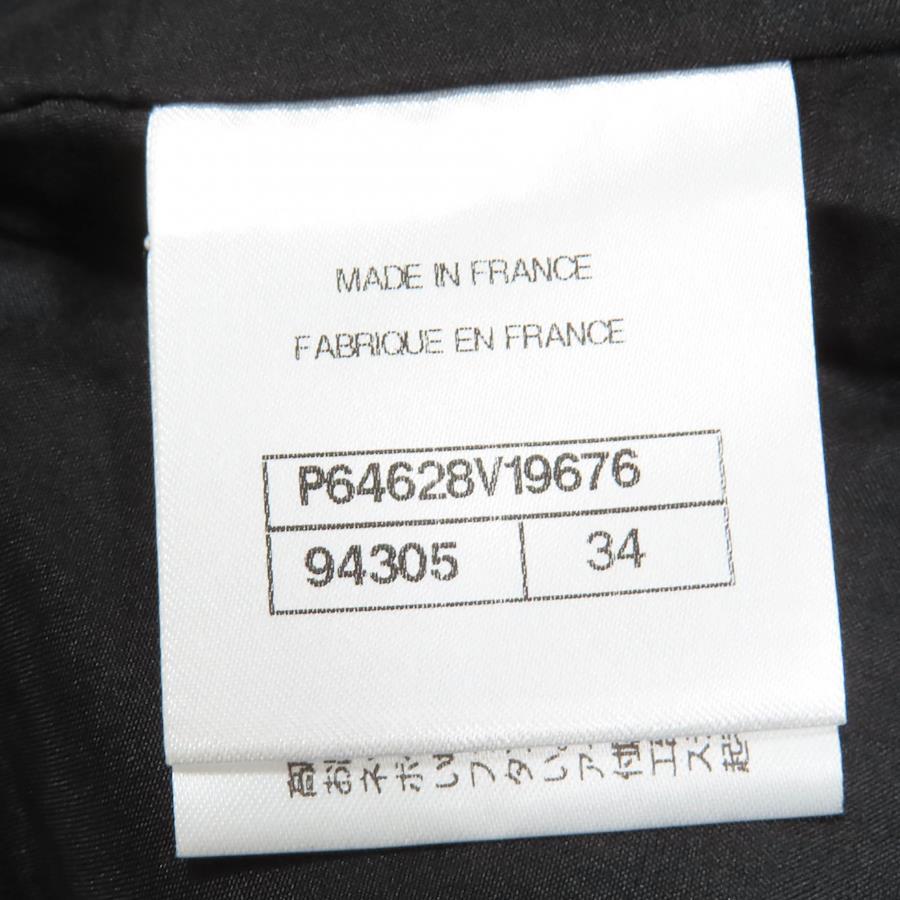 MADE IN FRANCE
FABRIQUE EN FRANCE
P64628V19676
94305 34